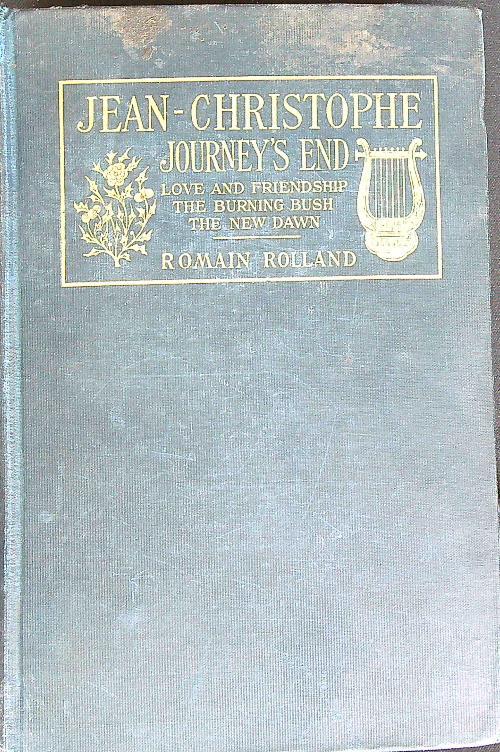 JEAN-CHRISTOPHE
JOURNEY'S END
LOVE AND FRIENDSHIP
THE BURNING BUSH
THE NEW DAWN
ROMAIN ROLLAND